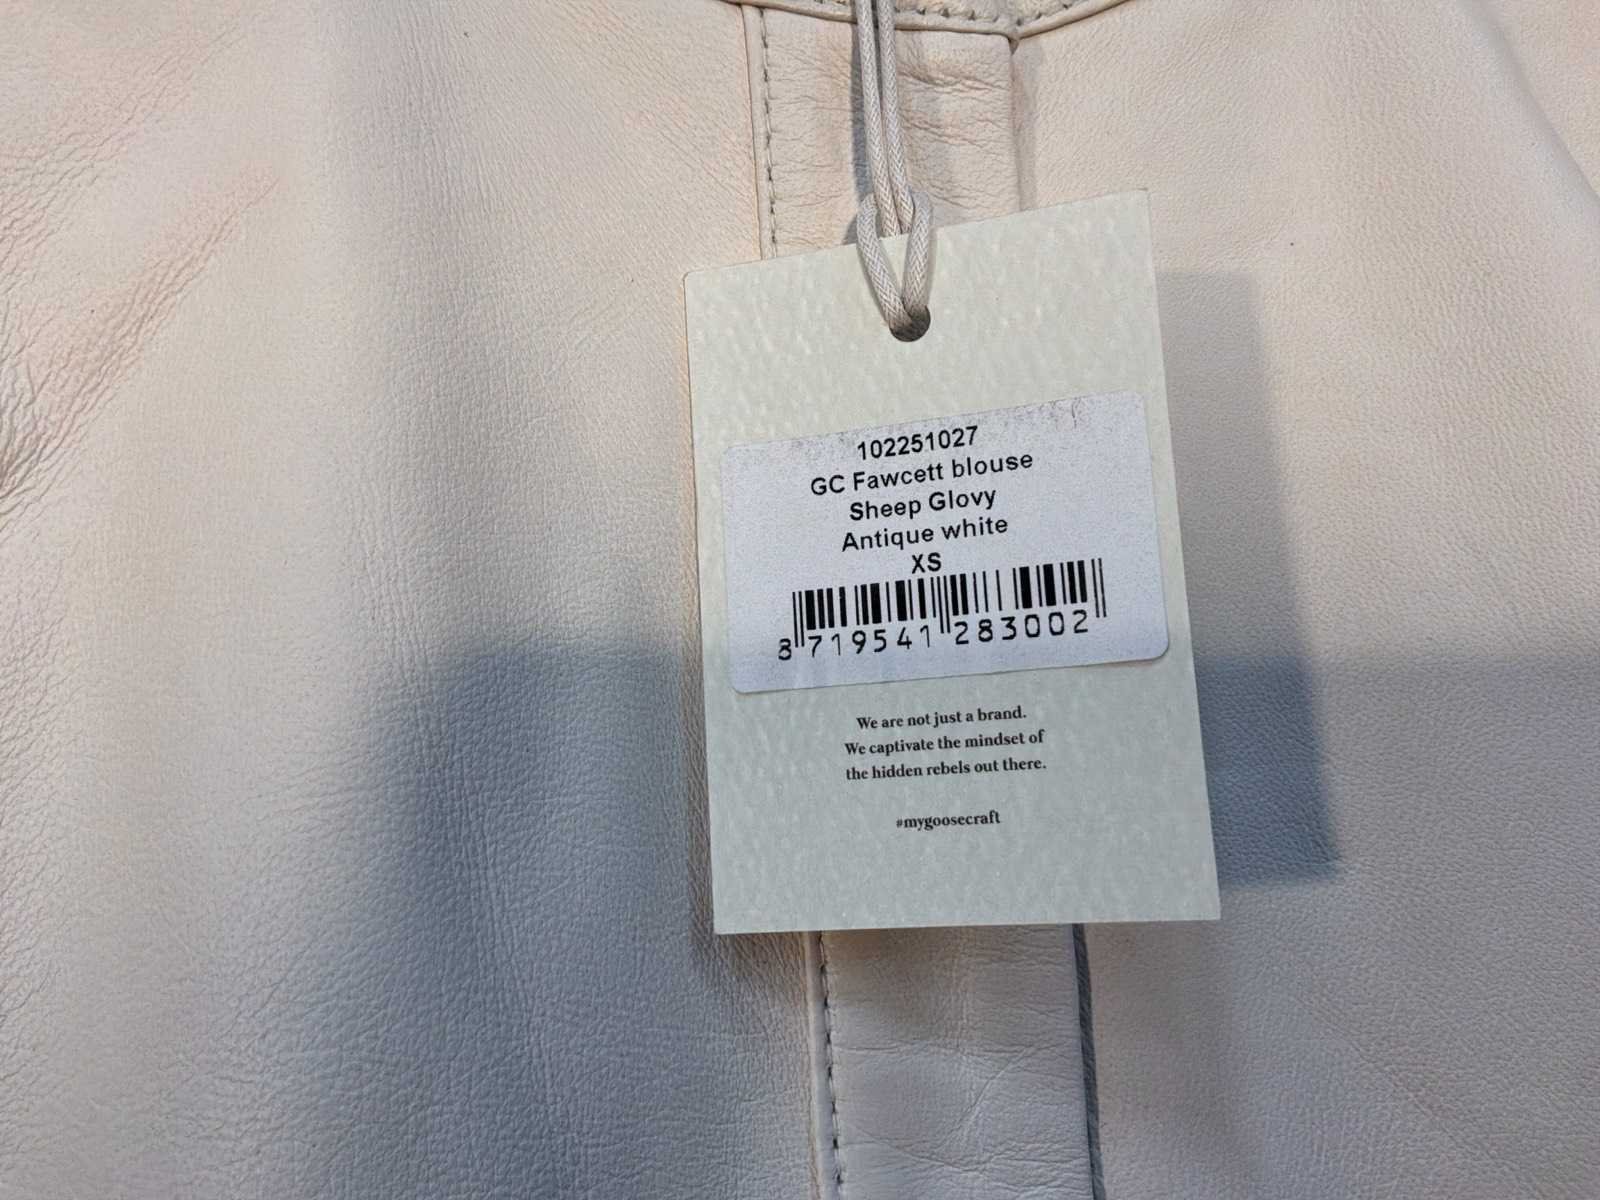 102251027
GC Fawcett blouse
Sheep Glovy
Antique white
XS
8 719541 283002
We are not just a brand.
We captivate the mindset of
the hidden rebels out there.
#mygoosecraft